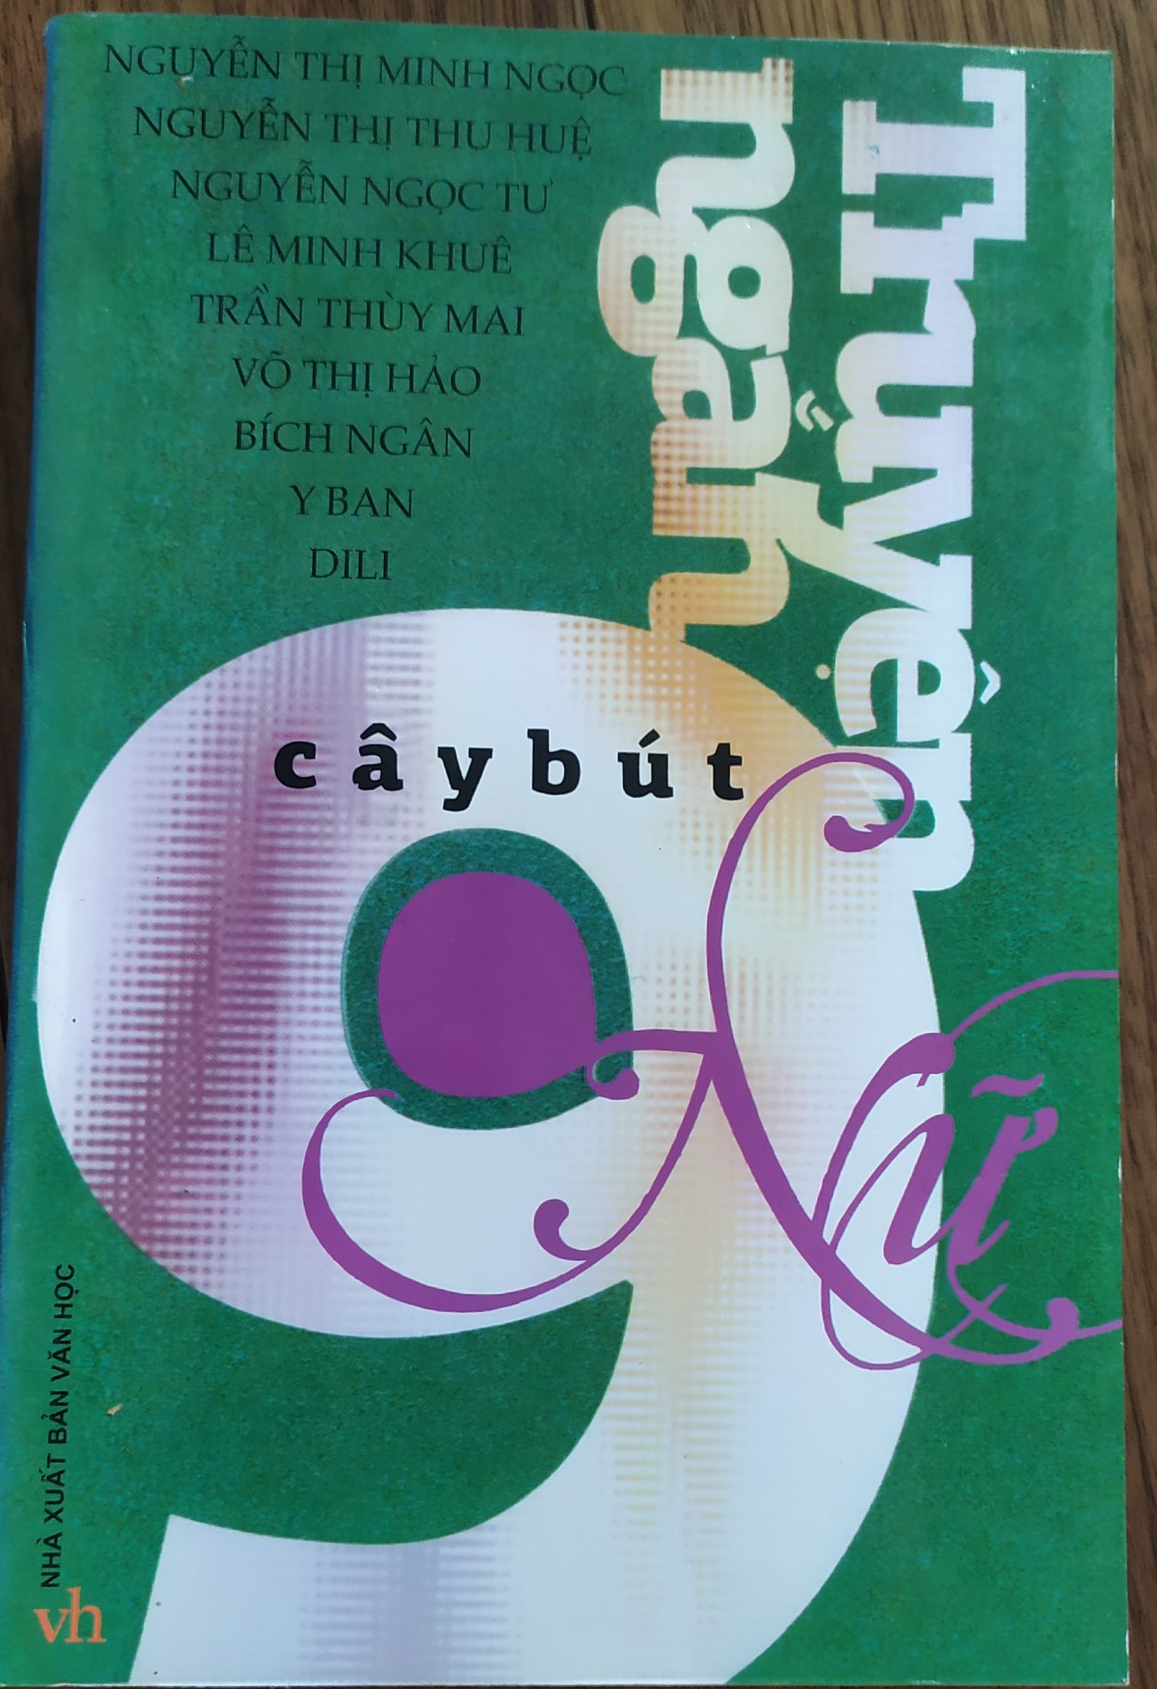 NGUYỄN THỊ MINH NGỌC
NGUYỄN THỊ THU HUỆ
NGUYỄN NGỌC TƯ
LÊ MINH KHUÊ
TRẦN THÙY MAI
VÕ THỊ HẢO
BÍCH NGÂN
Y BAN
DILI
Truyện
ngắn
9
cây bút
Nữ
NHÀ XUẤT BẢN VĂN HỌC
vh